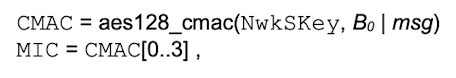 CMAC = aes128_cmac(NwkSKey, B₀ | msg)
MIC = CMAC[0..3] ,